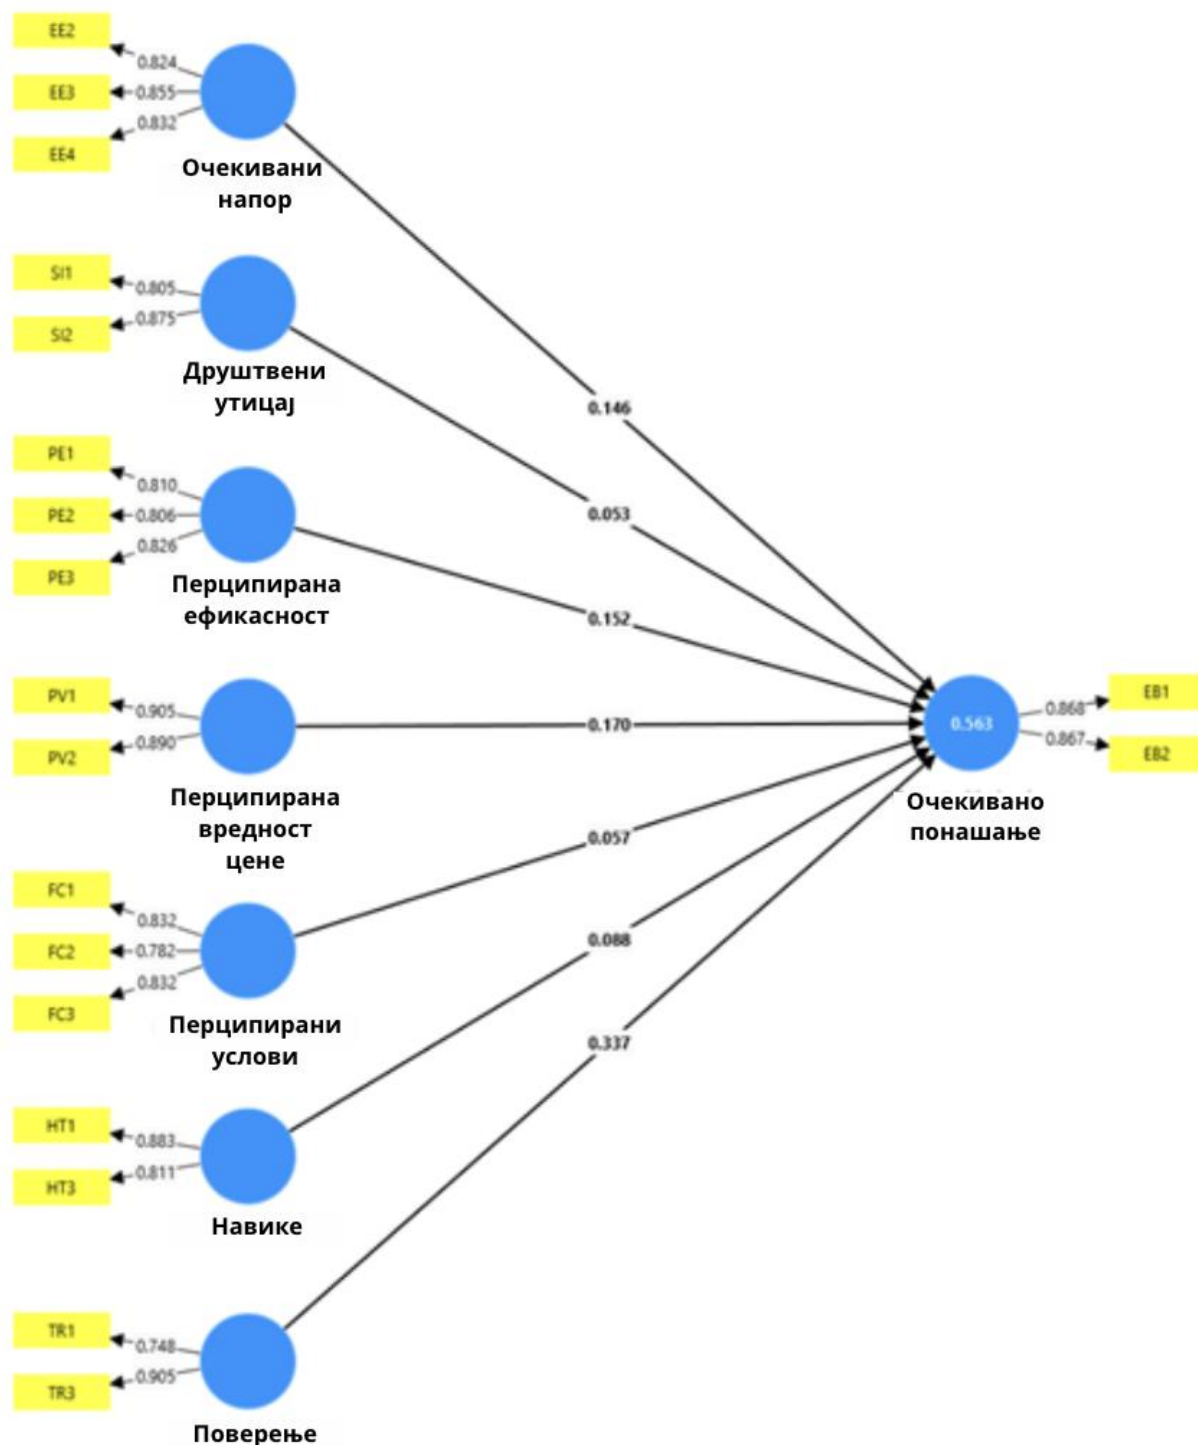 EE2
0.824
EE3
0.855
0.832
EE4
Очекивани
напор
SI1
0.805
0.875
SI2
Друштвени
утицај
PE1
0.810
PE2
0.806
0.826
PE3
Перципирана
ефикасност
PV1
0.905
0.890
PV2
Перципирана
вредност
цене
FC1
0.832
FC2
0.782
0.832
FC3
Перципирани
услови
HT1
0.883
0.811
HT3
Навике
TR1
0.748
0.905
TR3
Поверење
0.146
0.053
0.152
0.170
0.057
0.088
0.337
0.563
Очекивано
понашање
0.868
EB1
0.867
EB2